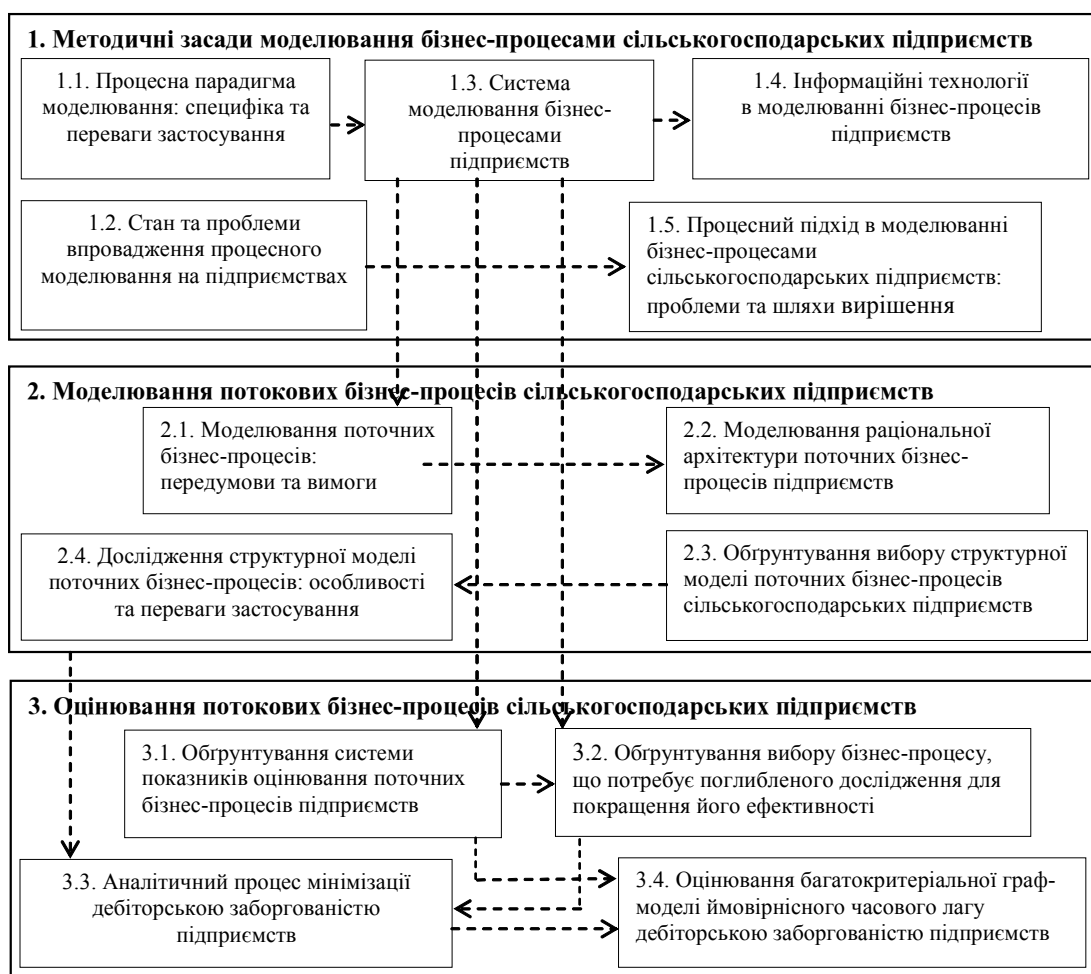 1. Методичні засади моделювання бізнес-процесами сільськогосподарських підприємств
1.1. Процесна парадигма
моделювання: специфіка та
переваги застосування
1.3. Система
моделювання бізнес-
процесами
підприємств
1.4. Інформаційні технології
в моделюванні бізнес-процесів
підприємств
1.2. Стан та проблеми
впровадження процесного
моделювання на підприємствах
1.5. Процесний підхід в моделюванні
бізнес-процесами
сільськогосподарських підприємств:
проблеми та шляхи вирішення
2. Моделювання потокових бізнес-процесів сільськогосподарських підприємств
2.1. Моделювання поточних
бізнес-процесів:
передумови та вимоги
2.2. Моделювання раціональної
архітектури поточних бізнес-
процесів підприємств
2.4. Дослідження структурної моделі
поточних бізнес-процесів: особливості
та переваги застосування
2.3. Обґрунтування вибору структурної
моделі поточних бізнес-процесів
сільськогосподарських підприємств
3. Оцінювання потокових бізнес-процесів сільськогосподарських підприємств
3.1. Обґрунтування системи
показників оцінювання поточних
бізнес-процесів підприємств
3.2. Обґрунтування вибору бізнес-процесу,
що потребує поглибленого дослідження для
покращення його ефективності
3.3. Аналітичний процес мінімізації
дебіторською заборгованістю
підприємств
3.4. Оцінювання багатокритеріальної граф-
моделі ймовірнісного часового лагу
дебіторською заборгованістю підприємств